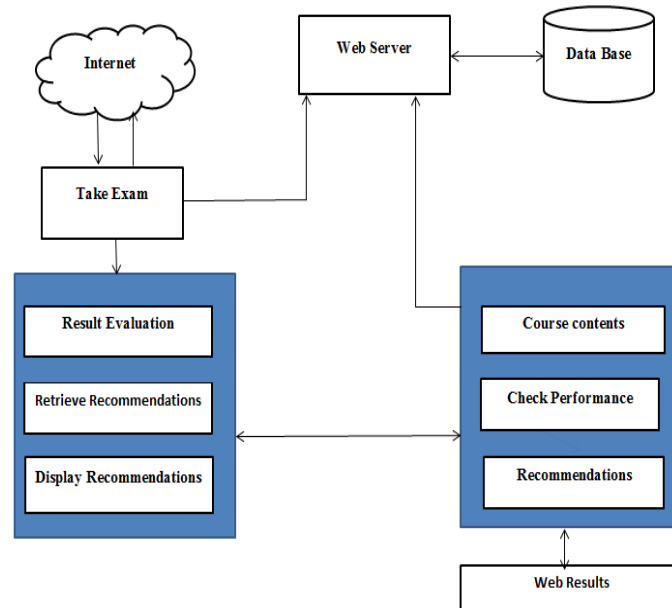 Internet
Web Server
Data Base
Take Exam
Result Evaluation
Retrieve Recommendations
Display Recommendations
Course contents
Check Performance
Recommendations
Web Results